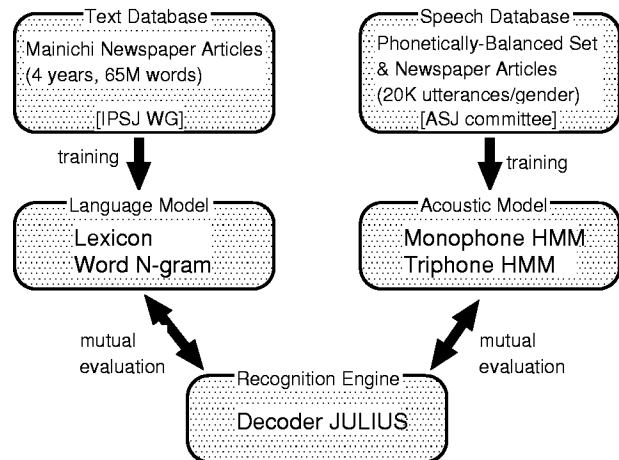 Text Database
Mainichi Newspaper Articles
(4 years, 65M words)
[IPSJ WG]
Speech Database
Phonetically-Balanced Set
& Newspaper Articles
(20K utterances/gender)
[ASJ committee]
training
training
Language Model
Lexicon
Word N-gram
Acoustic Model
Monophone HMM
Triphone HMM
mutual
evaluation
mutual
evaluation
Recognition Engine
Decoder JULIUS